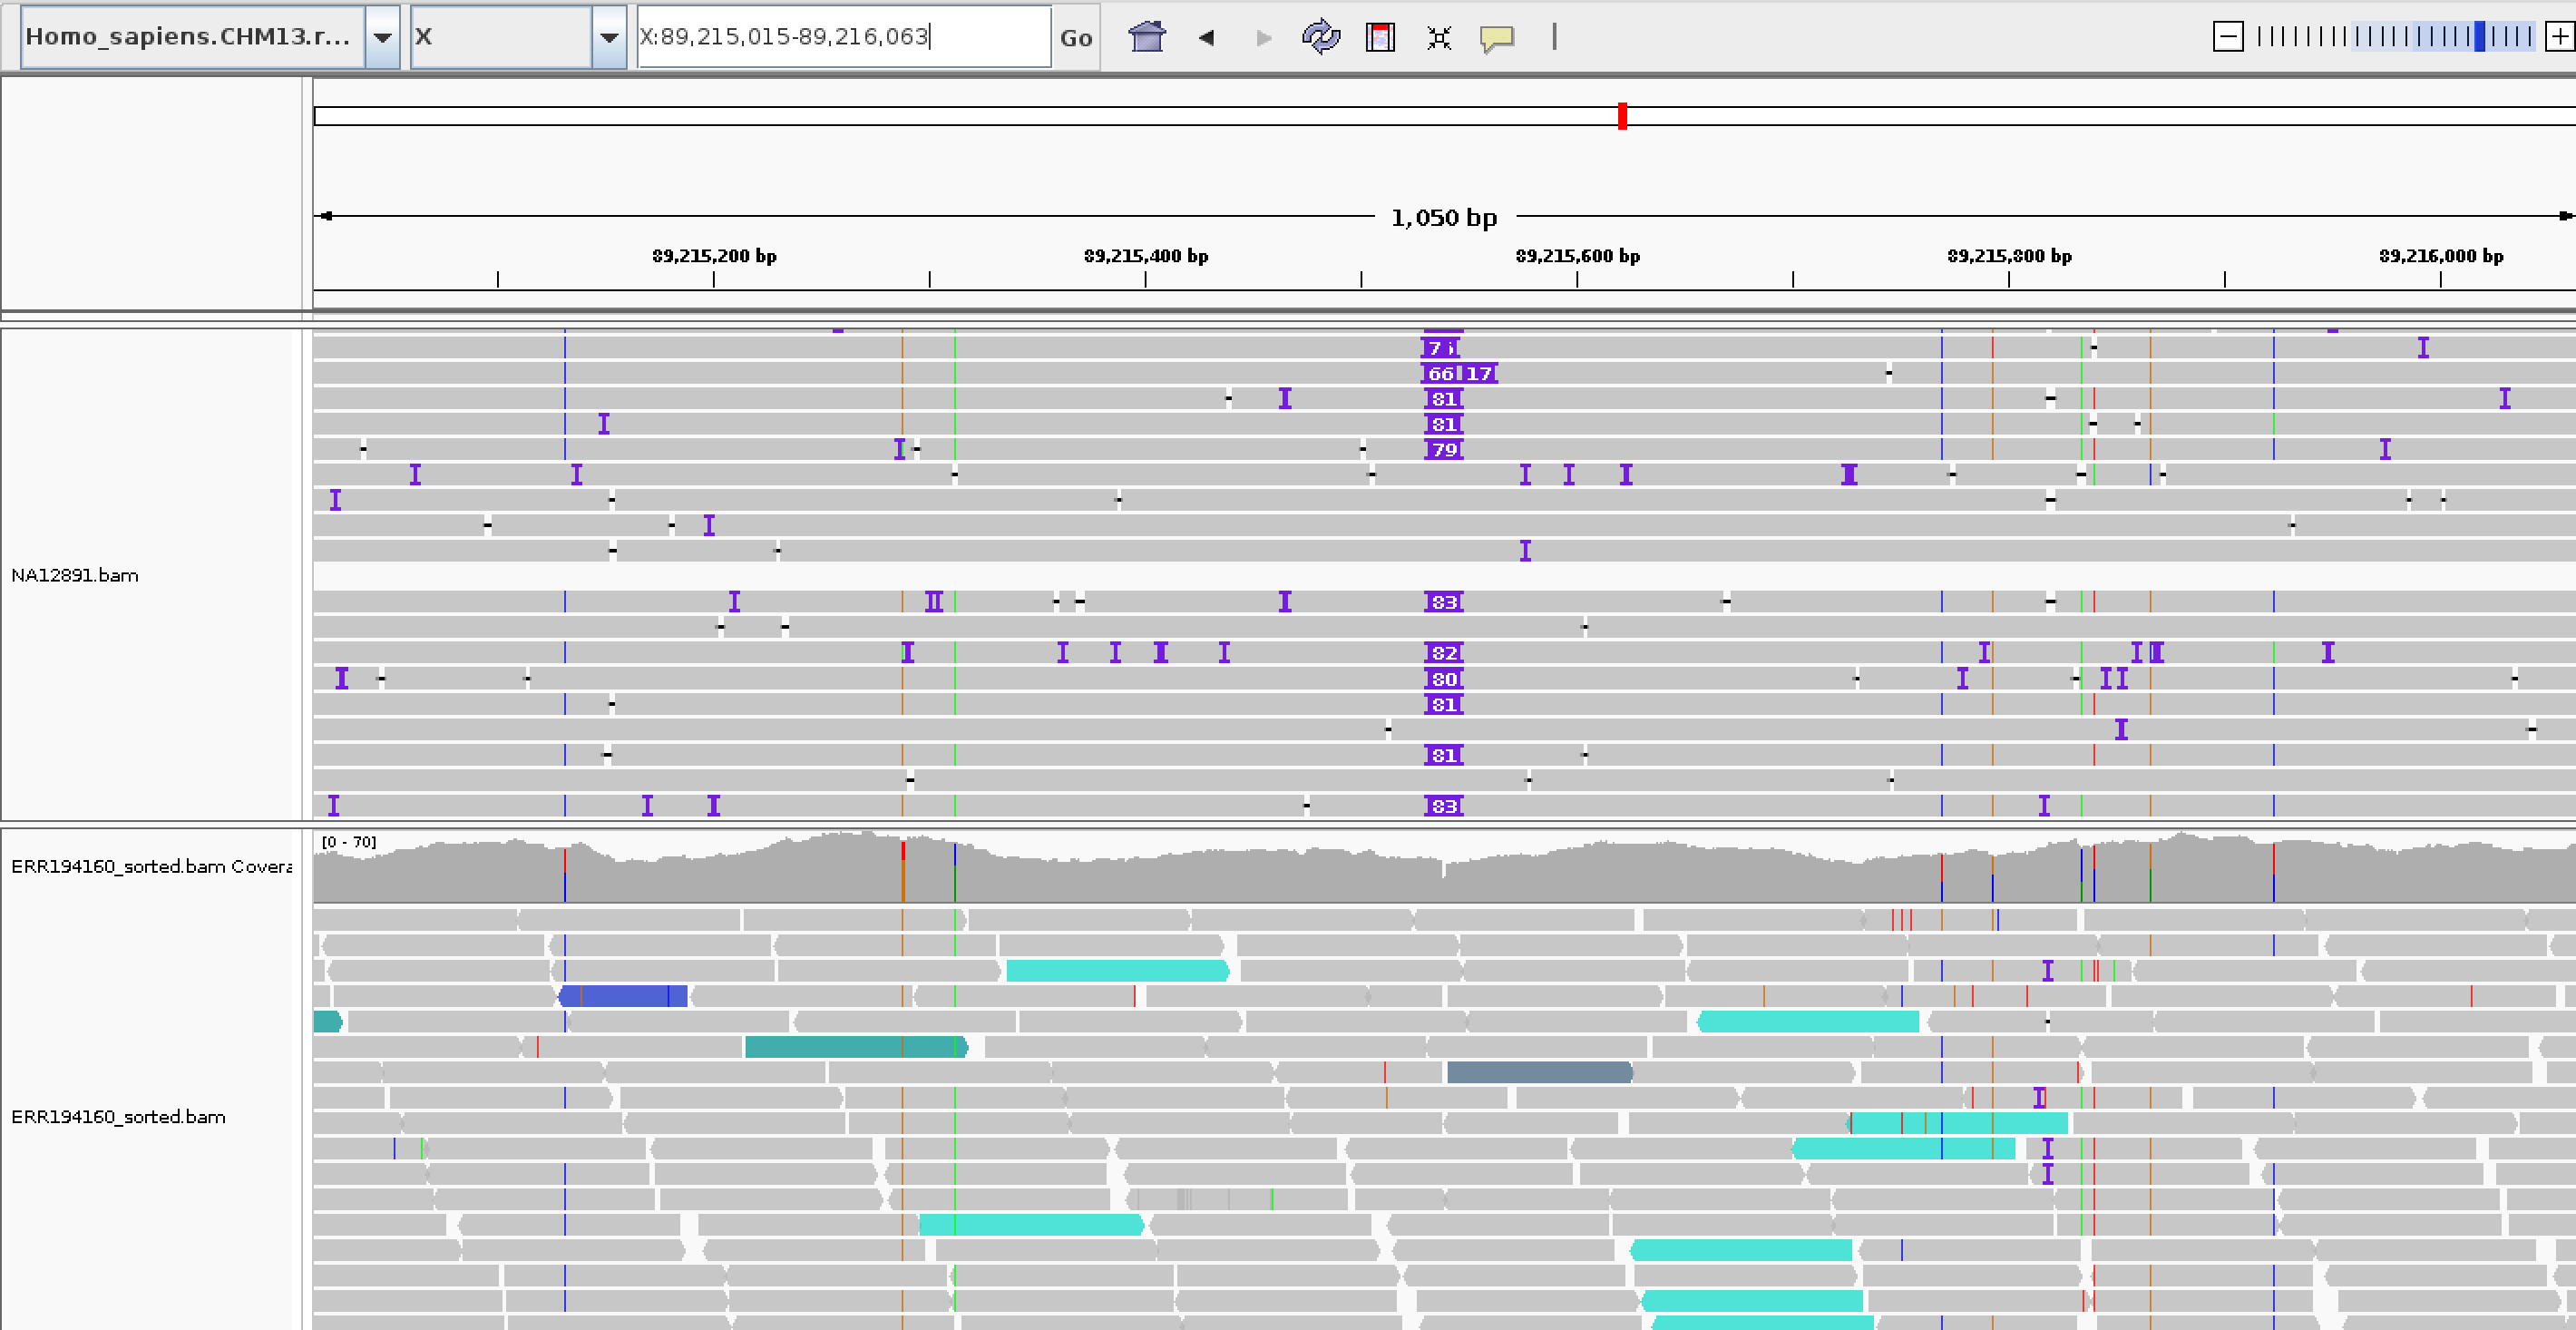 Homo_sapiens.CHM13.r... X X:89,215,015-89,216,063 Go
1,050 bp
89,215,200 bp 89,215,400 bp 89,215,600 bp 89,215,800 bp 89,216,000 bp
66 17
81
81
79
NA12891.bam
83
82
80
81
81
83
[0 - 70]
ERR194160_sorted.bam Covera
ERR194160_sorted.bam